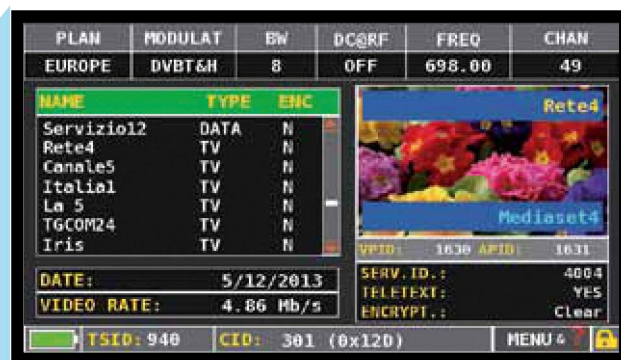 PLAN MODULAT BW DC@RF FREQ CHAN
EUROPE DVBT&H 8 OFF 698.00 49
NAME TYPE ENC
Servizio12 DATA N
Rete4 TV N
Canale5 TV N
Italia1 TV N
La 5 TV N
TGCOM24 TV N
Iris TV N
Rete4
Mediaset4
VPID: 1630 APID: 1631
DATE: 5/12/2013
VIDEO RATE: 4.86 Mb/s
SERV.ID.: 4004
TELETEXT: YES
ENCRYPT.: Clear
TSID: 940 CID: 301 (0x12D) MENU & ?